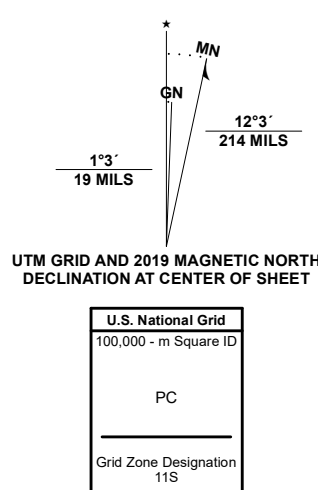 ★
MN
GN
12°3´
214 MILS
1°3´
19 MILS
UTM GRID AND 2019 MAGNETIC NORTH
DECLINATION AT CENTER OF SHEET
U.S. National Grid
100,000 - m Square ID
PC
Grid Zone Designation
11S